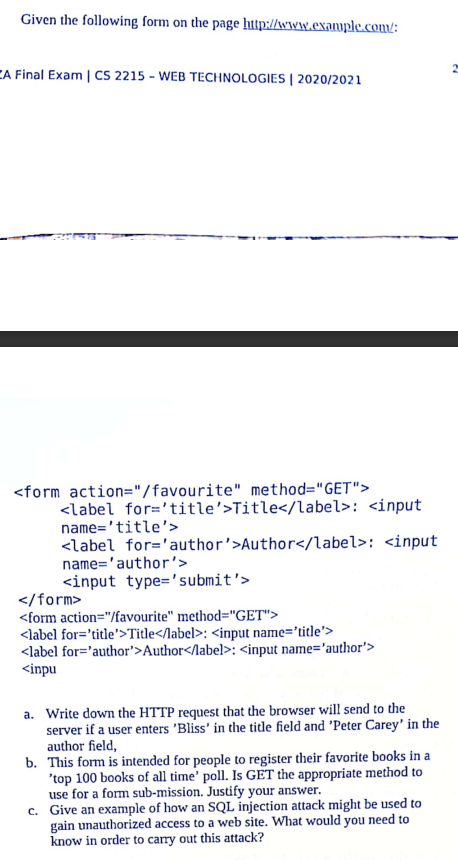 Given the following form on the page http://www.example.com/:
ZA Final Exam | CS 2215 – WEB TECHNOLOGIES | 2020/2021
2
<form action="/favourite" method="GET">
<label for='title'>Title</label>: <input
name='title'>
<label for='author'>Author</label>: <input
name='author'>
<input type='submit'>
</form>
<form action="/favourite" method="GET">
<label for='title'>Title</label>: <input name='title'>
<label for='author'>Author</label>: <input name='author'>
<inpu
a. Write down the HTTP request that the browser will send to the
server if a user enters 'Bliss' in the title field and 'Peter Carey' in the
author field,
b. This form is intended for people to register their favorite books in a
'top 100 books of all time' poll. Is GET the appropriate method to
use for a form sub-mission. Justify your answer.
c. Give an example of how an SQL injection attack might be used to
gain unauthorized access to a web site. What would you need to
know in order to carry out this attack?